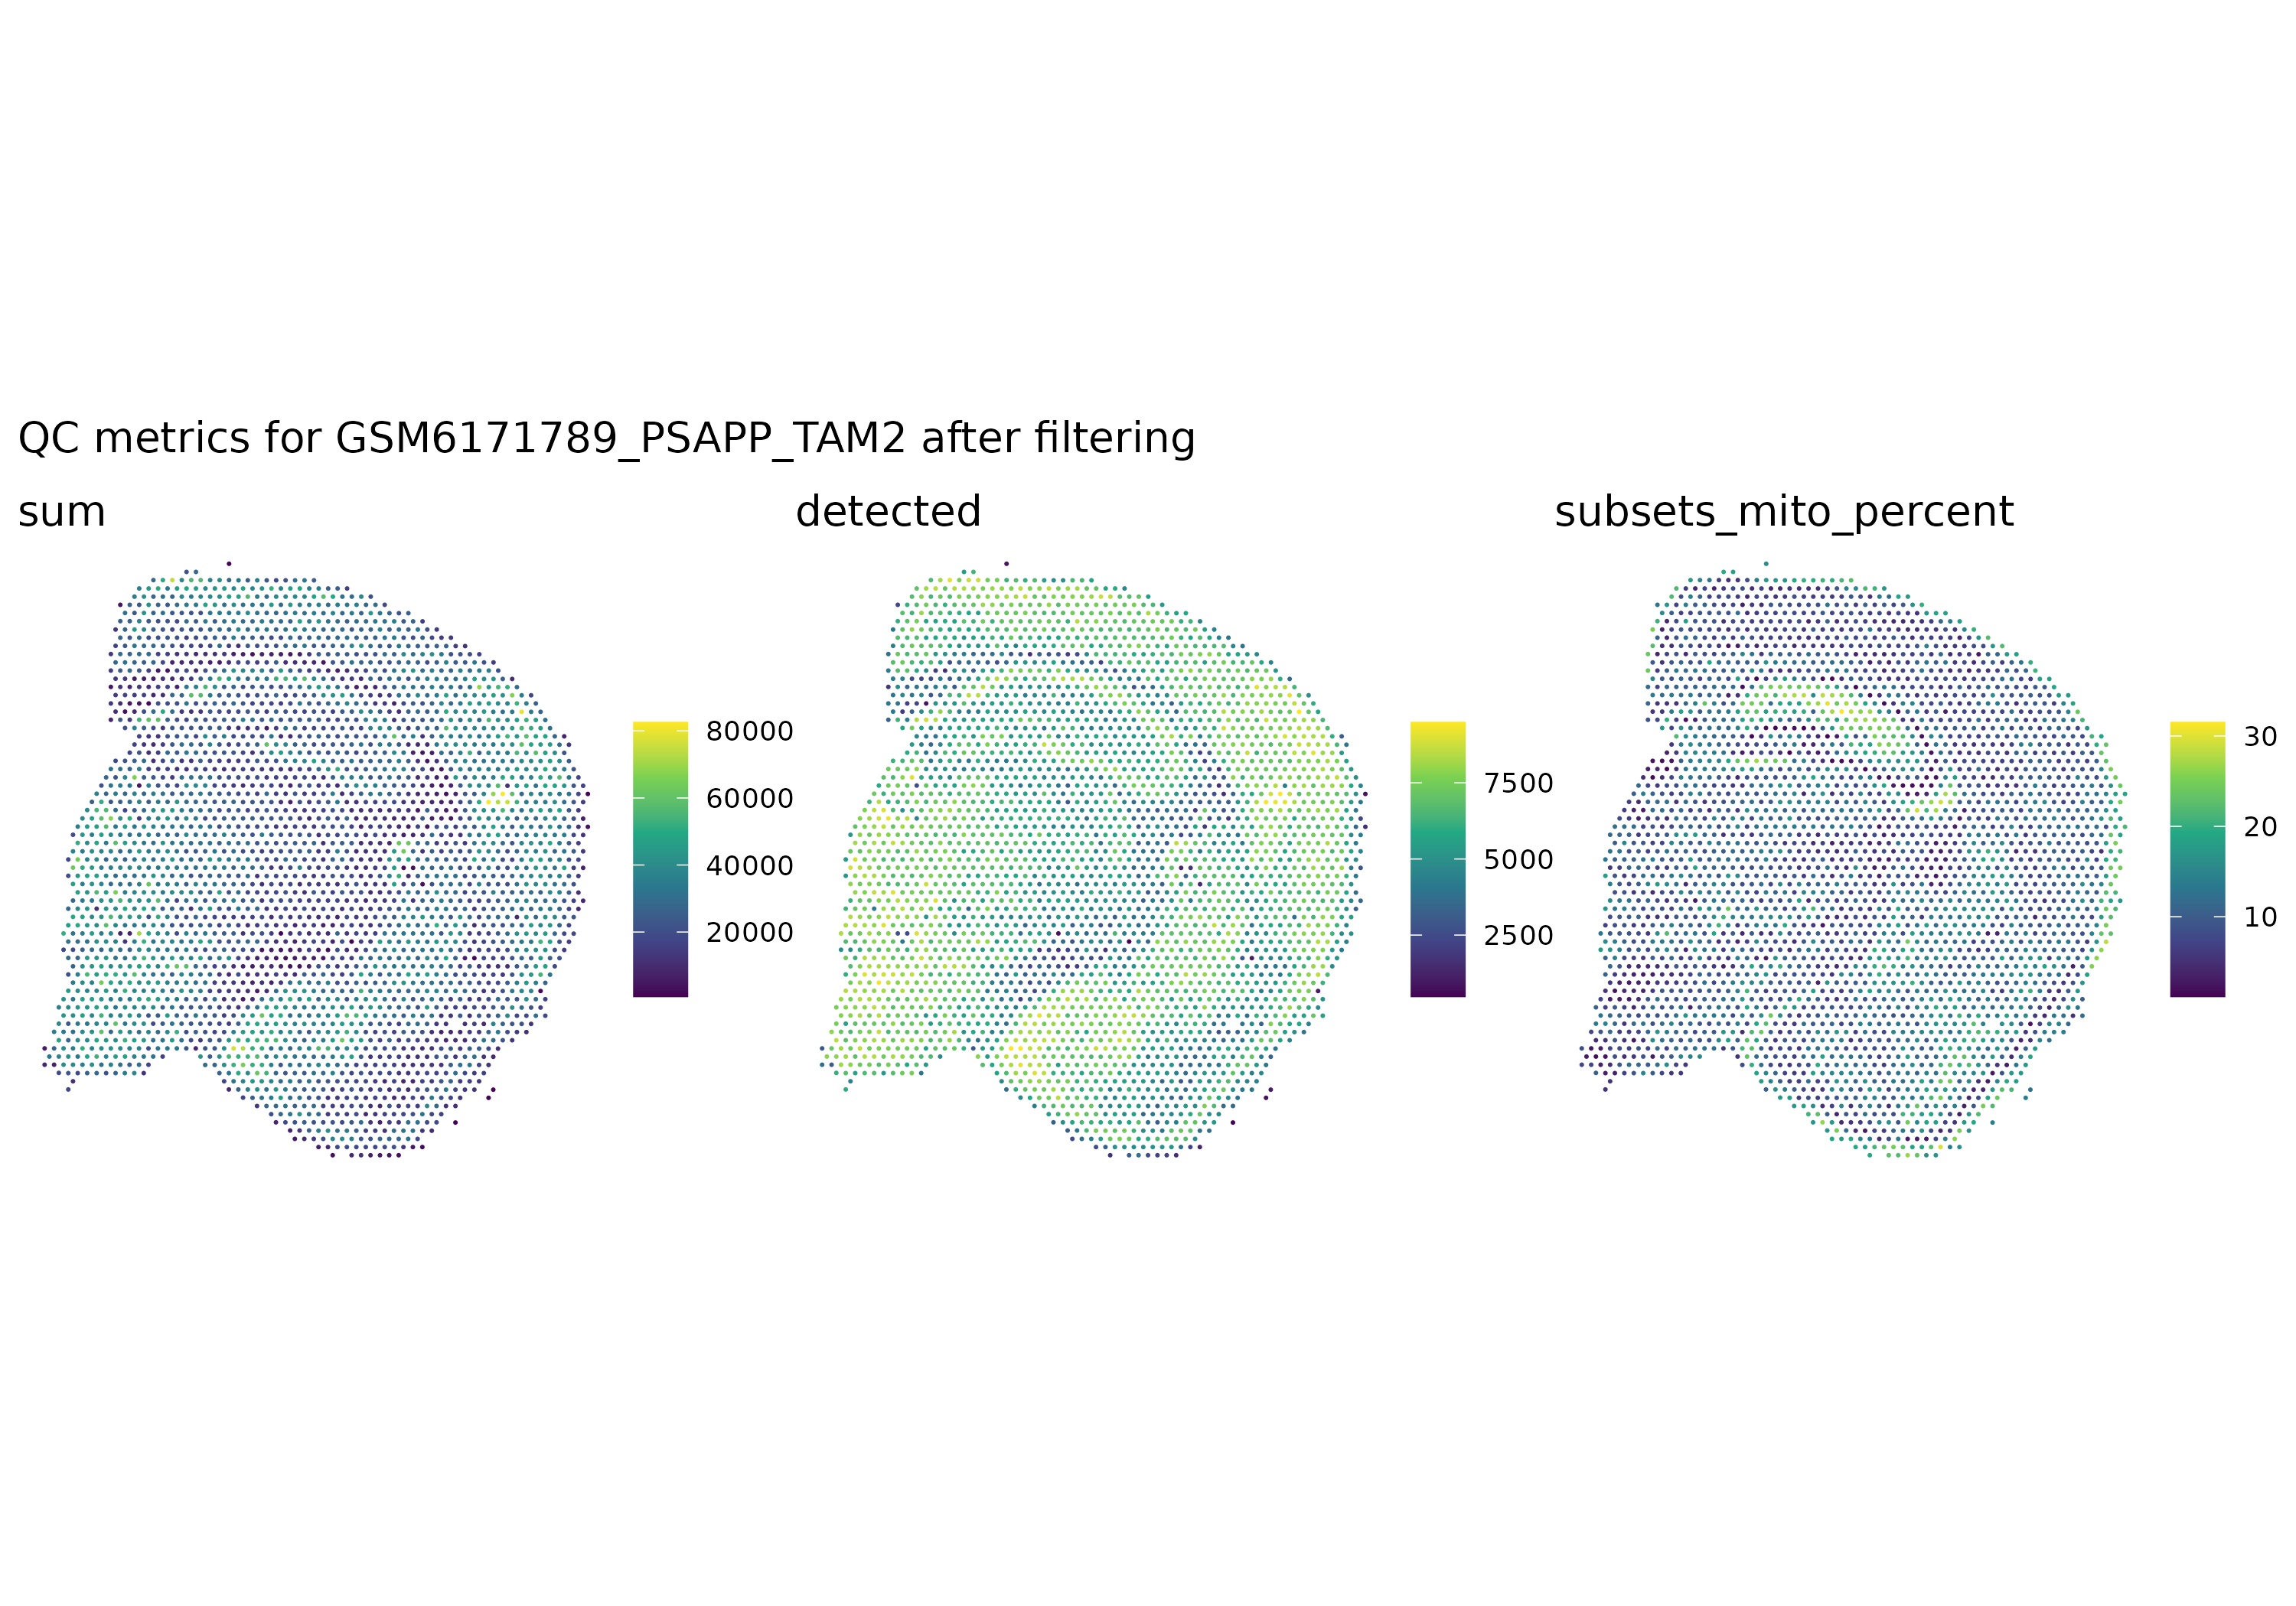 QC metrics for GSM6171789_PSAPP_TAM2 after filtering
sum
80000
60000
40000
20000
detected
7500
5000
2500
subsets_mito_percent
30
20
10